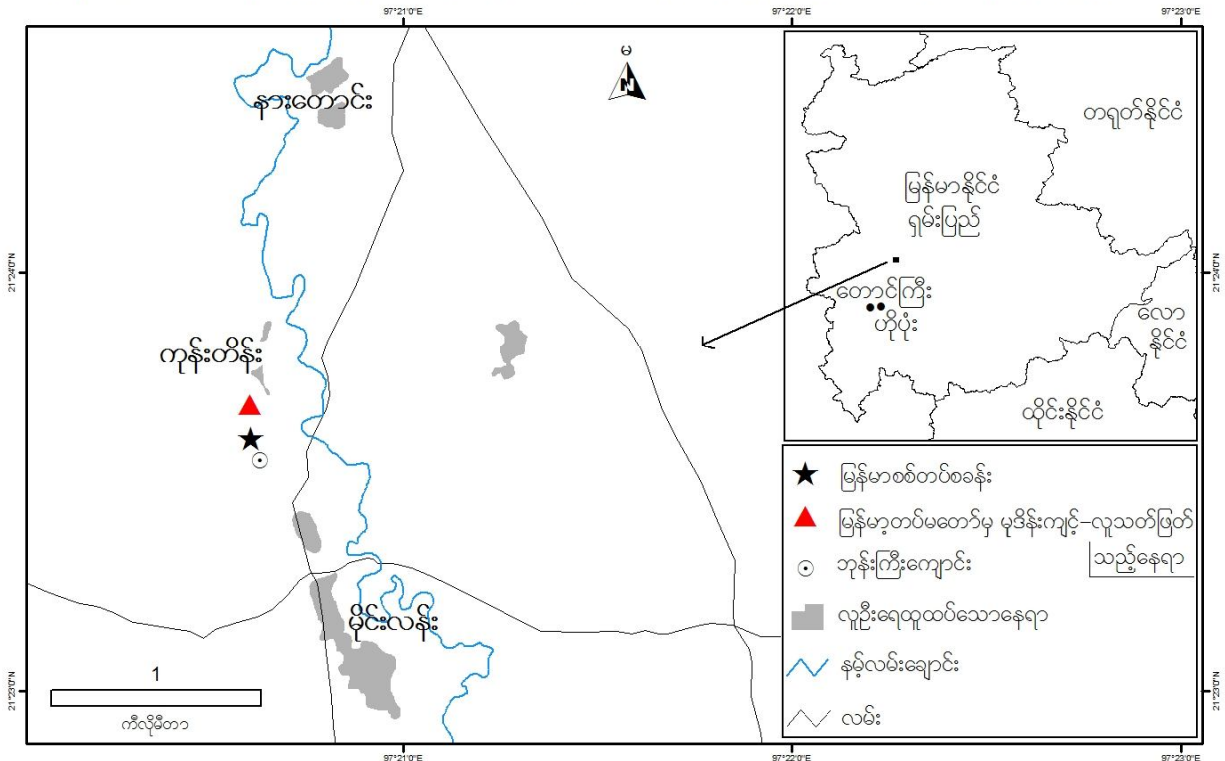 97°21'0"E
97°22'0"E
97°23'0"E
မ
N
နားတောင်း
တရုတ်နိုင်ငံ
မြန်မာနိုင်ငံ
ရှမ်းပြည်
21°24'0"N
21°24'0"N
တောင်ကြီး
ဟိုပုံး
လော
နိုင်ငံ
ကုန်းတိန်း
ထိုင်းနိုင်ငံ
မြန်မာစစ်တပ်စခန်း
မြန်မာ့တပ်မတော်မှ မုဒိန်းကျင့်-လူသတ်ဖြတ်
သည့်နေရာ
ဘုန်းကြီးကျောင်း
လူဦးရေထူထပ်သောနေရာ
မိုင်းလန်း
နမ့်လမ်းချောင်း
1
ကီလိုမီတာ
လမ်း
21°23'0"N
21°23'0"N
97°21'0"E
97°22'0"E
97°23'0"E